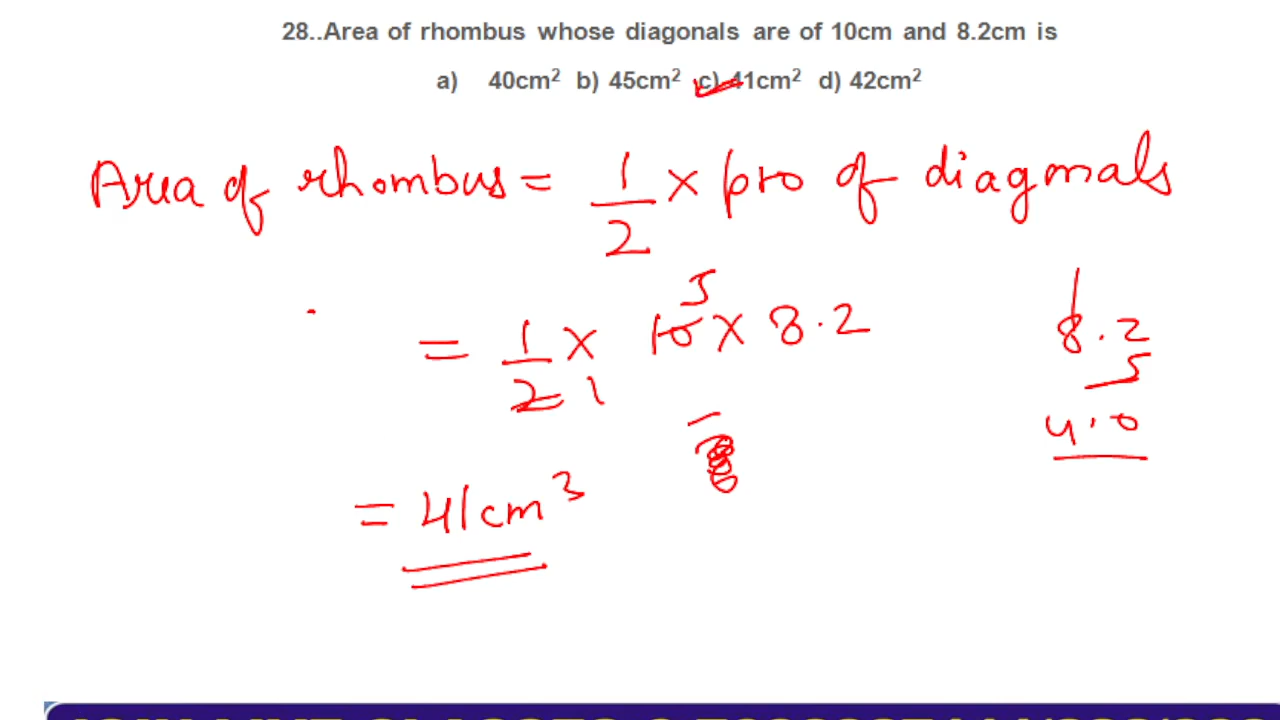 28..Area of rhombus whose diagonals are of 10cm and 8.2cm is
a) 40cm² b) 45cm² c) 41cm² d) 42cm²
Area of rhombus = 1/2 × pro of diagonals
= 1/2 1 × 10 5 × 8.2
8.2
5
41.0
= 41cm³